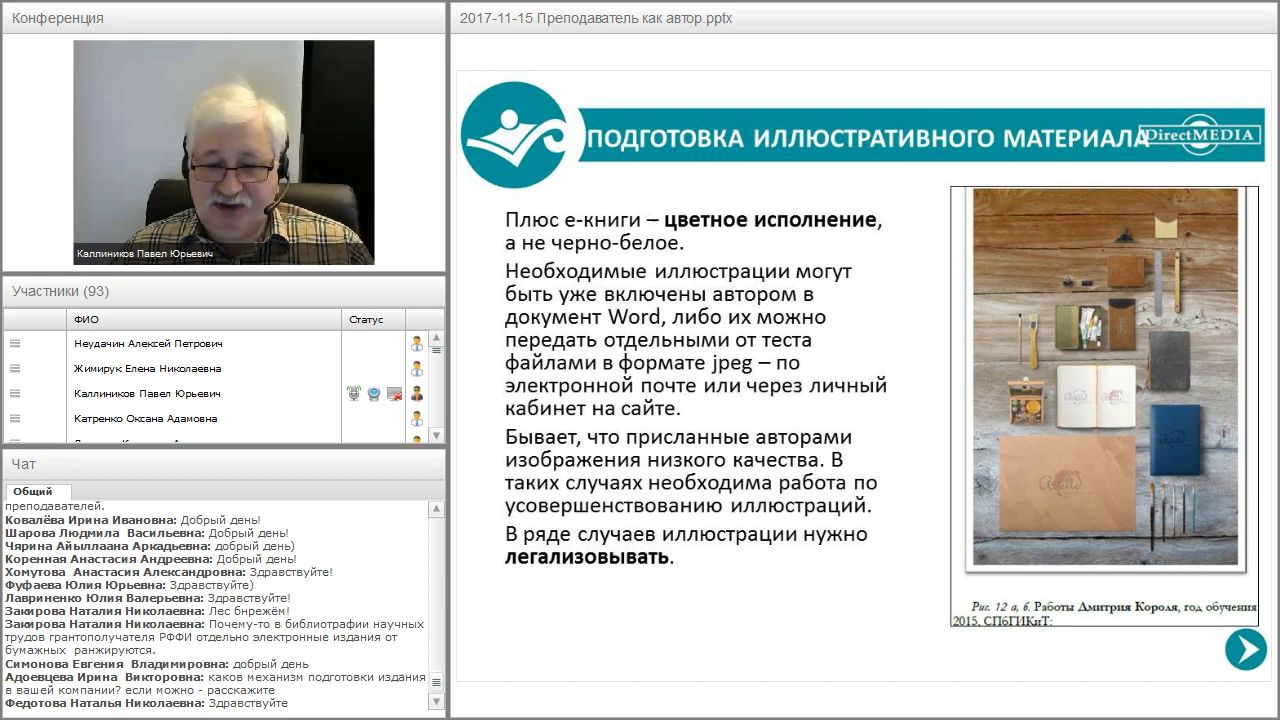 Конференция
Каллиников Павел Юрьевич
Участники (93)
ФИО
Статус
Неудачин Алексей Петрович
Жимирук Елена Николаевна
Каллиников Павел Юрьевич
Катренко Оксана Адамовна
Чат
Общий
преподавателей.
Ковалёва Ирина Ивановна: Добрый день!
Шарова Людмила Васильевна: Добрый день!
Чярина Айыллаана Аркадьевна: добрый день)
Коренная Анастасия Андреевна: Добрый день!
Хомутова Анастасия Александровна: Здравствуйте!
Фуфаева Юлия Юрьевна: Здравствуйте)
Лавриненко Юлия Валерьевна: Здравствуйте!
Закирова Наталия Николаевна: Лес бнрежём!
Закирова Наталия Николаевна: Почему-то в библиотрафии научных
трудов грантополучателя РФФИ отдельно электронные издания от
бумажных ранжируются.
Симонова Евгения Владимировна: добрый день
Адоевцева Ирина Викторовна: каков механизм подготовки издания
в вашей компании? если можно - расскажите
Федотова Наталья Николаевна: Здравствуйте
2017-11-15 Преподаватель как автор.pptx
ПОДГОТОВКА ИЛЛЮСТРАТИВНОГО МАТЕРИАЛА
DirectMEDIA
Плюс е-книги – цветное исполнение,
а не черно-белое.
Необходимые иллюстрации могут
быть уже включены автором в
документ Word, либо их можно
передать отдельными от теста
файлами в формате jpeg – по
электронной почте или через личный
кабинет на сайте.
Бывает, что присланные авторами
изображения низкого качества. В
таких случаях необходима работа по
усовершенствованию иллюстраций.
В ряде случаев иллюстрации нужно
легализовывать.
Рис. 12 а, б. Работы Дмитрия Короля, год обучения
2015, СПбГИКиТ;